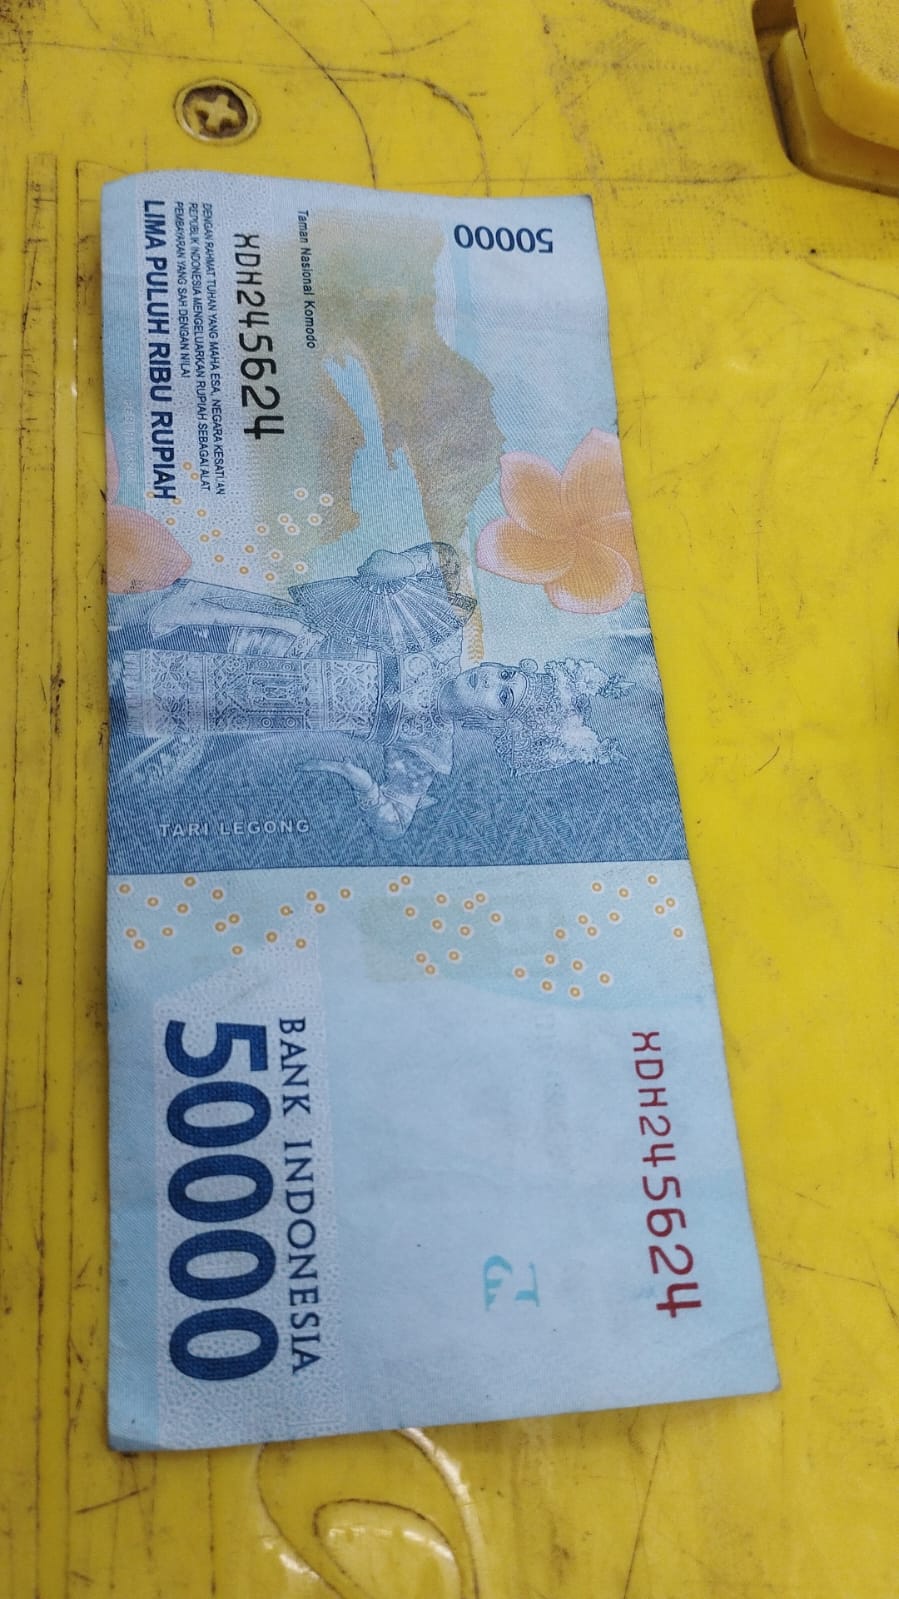 50000
Taman Nasional Komodo
XDH245624
DENGAN RAHMAT TUHAN YANG MAHA ESA, NEGARA KESATUAN
REPUBLIK INDONESIA MENGELUARKAN RUPIAH SEBAGAI ALAT
PEMBAYARAN YANG SAH DENGAN NILAI
LIMA PULUH RIBU RUPIAH
TARI LEGONG
XDH245624
BANK INDONESIA
50000